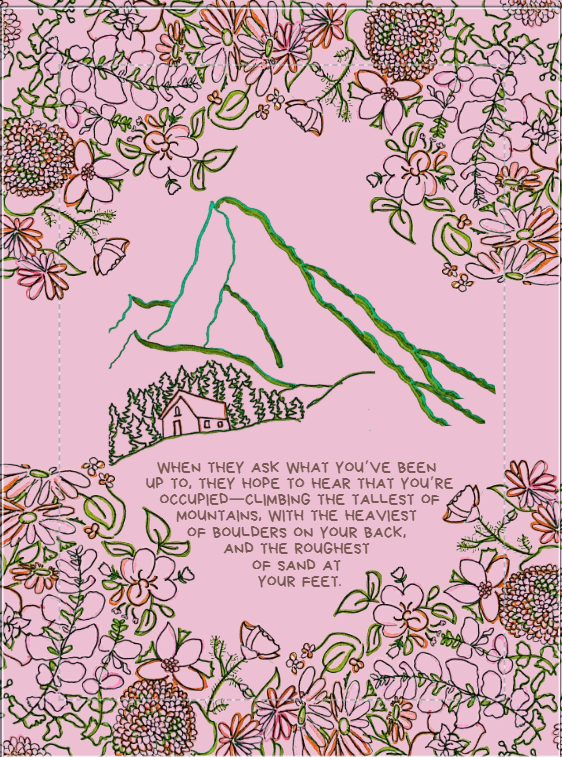 WHEN THEY ASK WHAT YOU'VE BEEN
UP TO, THEY HOPE TO HEAR THAT YOU'RE
OCCUPIED—CLIMBING THE TALLEST OF
MOUNTAINS, WITH THE HEAVIEST
OF BOULDERS ON YOUR BACK,
AND THE ROUGHEST
OF SAND AT
YOUR FEET.